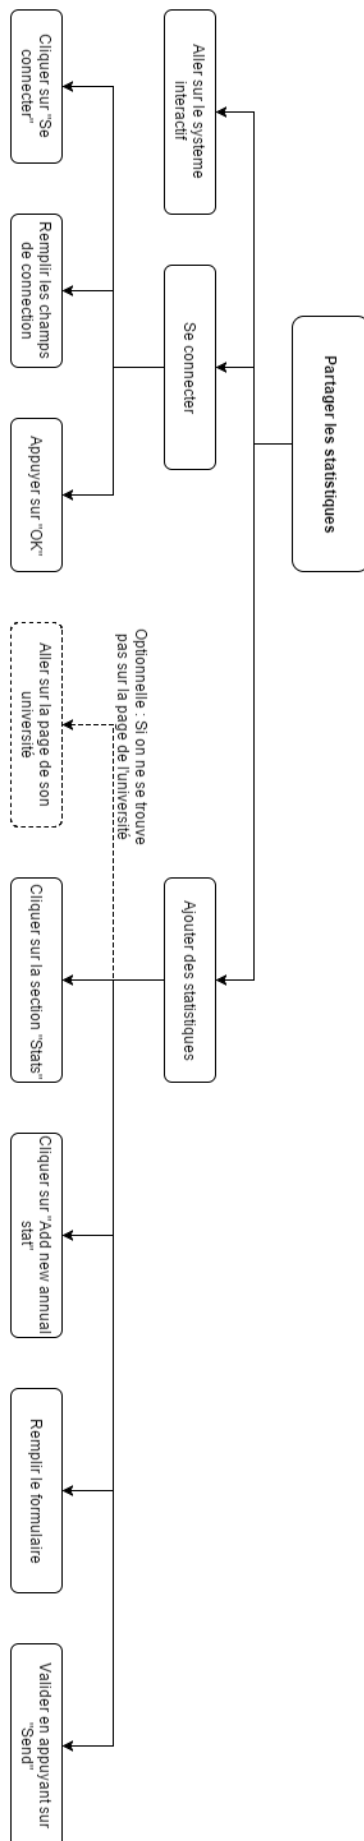 Partager les statistiques
Aller sur le systeme
interactif
Se connecter
Ajouter des statistiques
Optionnelle : Si on ne se trouve
pas sur la page de l'université
Cliquer sur "Se
connecter"
Remplir les champs
de connection
Appuyer sur "OK"
Aller sur la page de son
université
Cliquer sur la section "Stats"
Cliquer sur "Add new annual
stat"
Remplir le formulaire
Valider en appuyant sur
"Send"